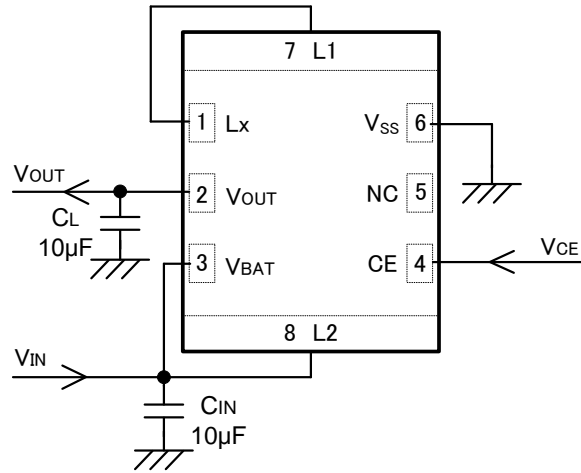 7 L1
1 Lx
VSS 6
VOUT
2 VOUT
NC 5
CL
10µF
3 VBAT
CE 4
VCE
8 L2
VIN
CIN
10µF